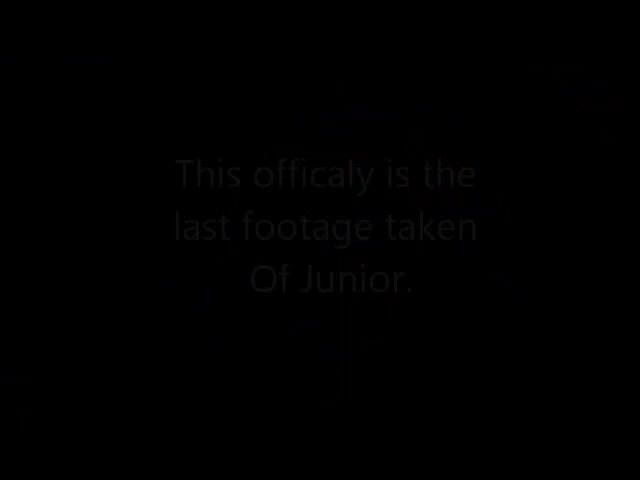 This officaly is the
last footage taken
Of Junior.